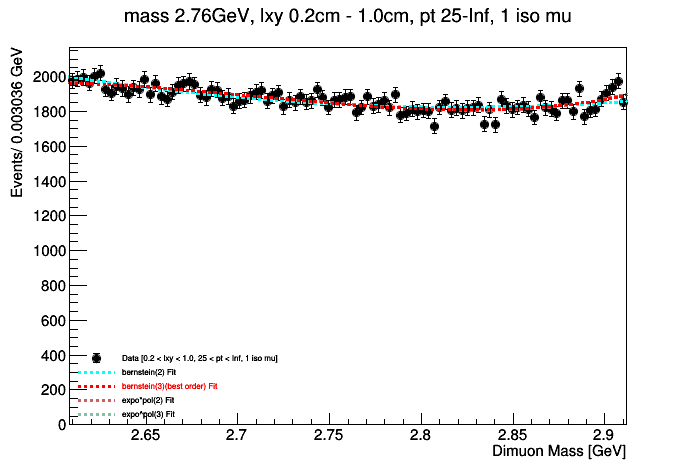 mass 2.76GeV, lxy 0.2cm - 1.0cm, pt 25-Inf, 1 iso mu
Events/ 0.003036 GeV
2000
1800
1600
1400
1200
1000
800
600
400
200
0
Data [0.2 < lxy < 1.0, 25 < pt < Inf, 1 iso mu]
bernstein(2) Fit
bernstein(3)(best order) Fit
expo*pol(2) Fit
expo*pol(3) Fit
2.65 2.7 2.75 2.8 2.85 2.9
Dimuon Mass [GeV]